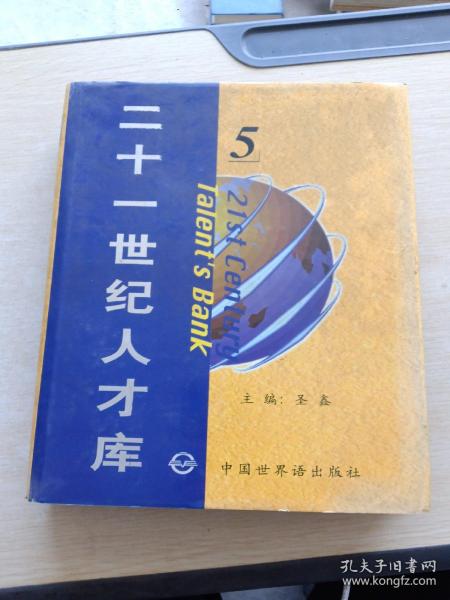 二十一世纪人才库
5
21st Century
Talent's Bank
主编：圣鑫
中国世界语出版社
孔夫子旧书网
www.kongfz.com